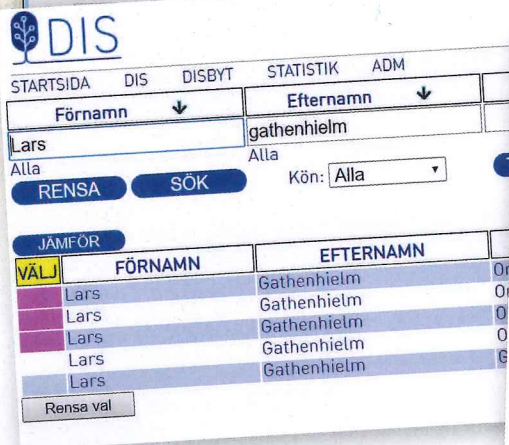 DIS
STARTSIDA DIS DISBYT STATISTIK ADM
Förnamn Efternamn
Lars gathenhielm
Alla Alla
RENSA SÖK Kön: Alla
JÄMFÖR
VÄLJ FÖRNAMN EFTERNAMN
Lars Gathenhielm
Lars Gathenhielm
Lars Gathenhielm
Lars Gathenhielm
Lars Gathenhielm
Rensa val